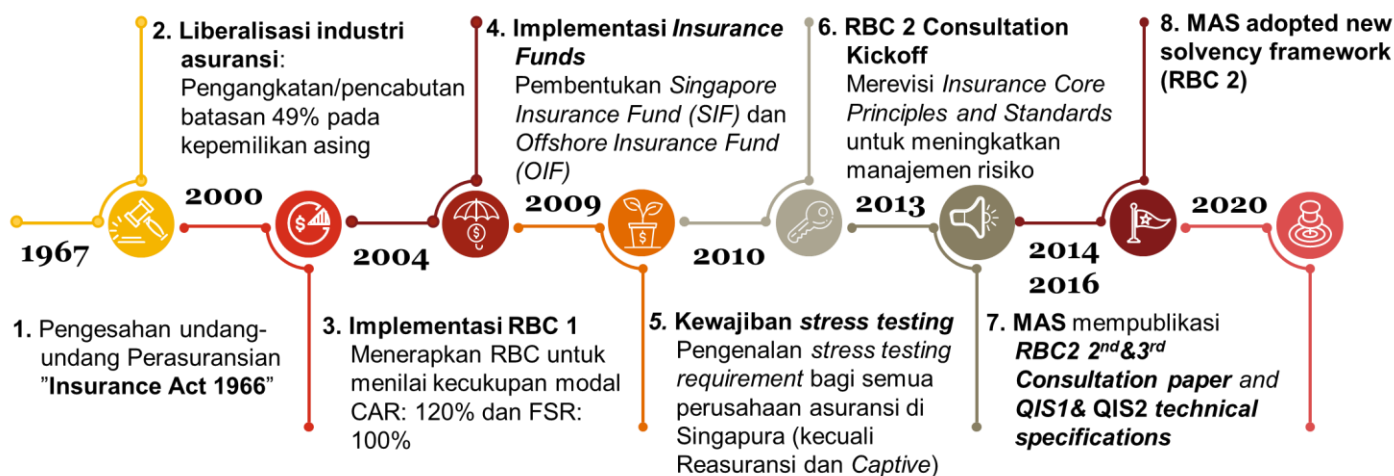 2. Liberalisasi industri
asuransi:
Pengangkatan/pencabutan
batasan 49% pada
kepemilikan asing
4. Implementasi Insurance
Funds
Pembentukan Singapore
Insurance Fund (SIF) dan
Offshore Insurance Fund
(OIF)
6. RBC 2 Consultation
Kickoff
Merevisi Insurance Core
Principles and Standards
untuk meningkatkan
manajemen risiko
8. MAS adopted new
solvency framework
(RBC 2)
1967
2000
2004
2009
2010
2013
2014
2016
2020
1. Pengesahan undang-
undang Perasuransian
"Insurance Act 1966"
3. Implementasi RBC 1
Menerapkan RBC untuk
menilai kecukupan modal
CAR: 120% dan FSR:
100%
5. Kewajiban stress testing
Pengenalan stress testing
requirement bagi semua
perusahaan asuransi di
Singapura (kecuali
Reasuransi dan Captive)
7. MAS mempublikasi
RBC2 2nd&3rd
Consultation paper and
QIS1& QIS2 technical
specifications